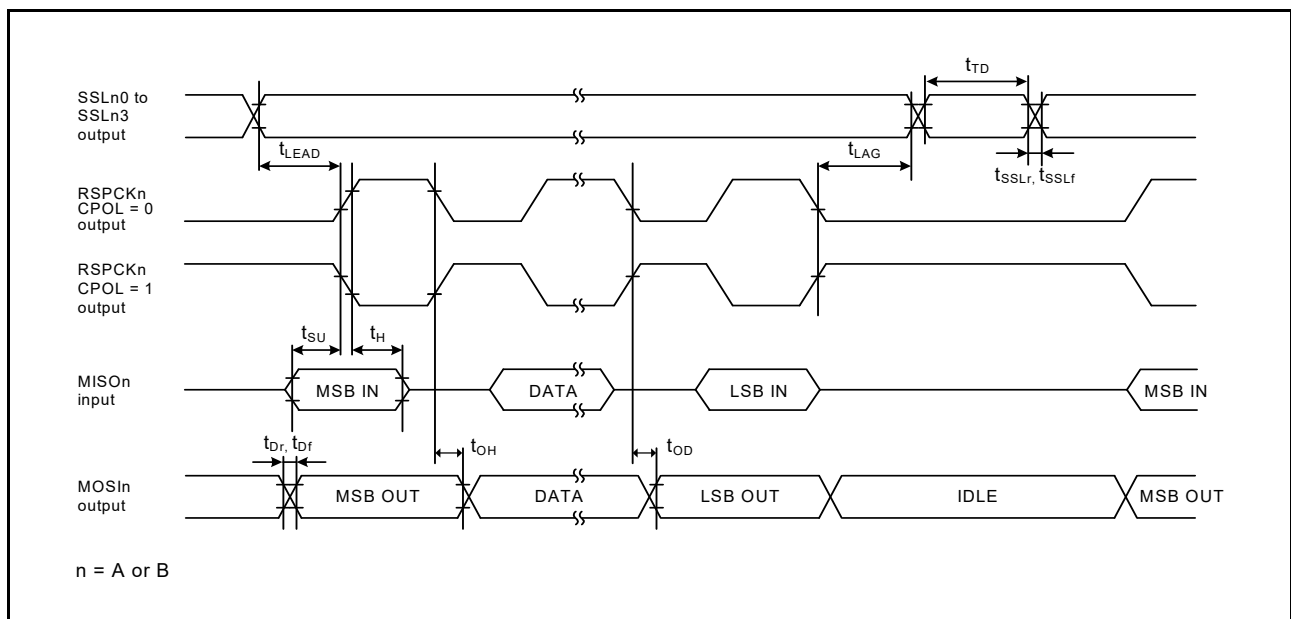 SSLn0 to
SSLn3
output
tTD
tLEAD
tLAG
tSSLr, tSSLf
RSPCKn
CPOL = 0
output
RSPCKn
CPOL = 1
output
tSU
tH
MISOn
input
MSB IN
DATA
LSB IN
MSB IN
tDr, tDf
tOH
tOD
MOSIn
output
MSB OUT
DATA
LSB OUT
IDLE
MSB OUT
n = A or B